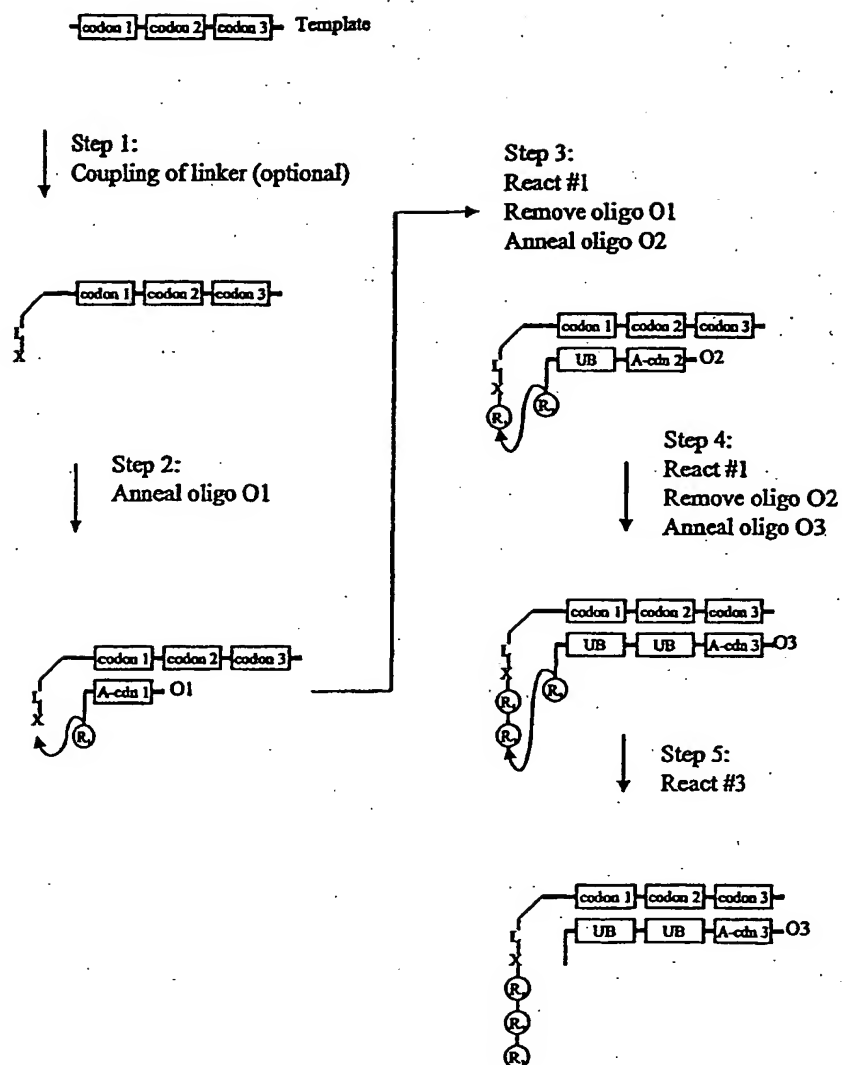 codon 1 codon 2 codon 3 Template
Step 1:
Coupling of linker (optional)
codon 1 codon 2 codon 3
L
X
Step 2:
Anneal oligo O1
codon 1 codon 2 codon 3
A-cdn 1 O1
L
X
R
Step 3:
React #1
Remove oligo O1
Anneal oligo O2
codon 1 codon 2 codon 3
UB A-cdn 2 O2
L
X
R R
Step 4:
React #1
Remove oligo O2
Anneal oligo O3
codon 1 codon 2 codon 3
UB UB A-cdn 3 O3
L
X
R R
R
Step 5:
React #3
codon 1 codon 2 codon 3
UB UB A-cdn 3 O3
L
X
R
R
R